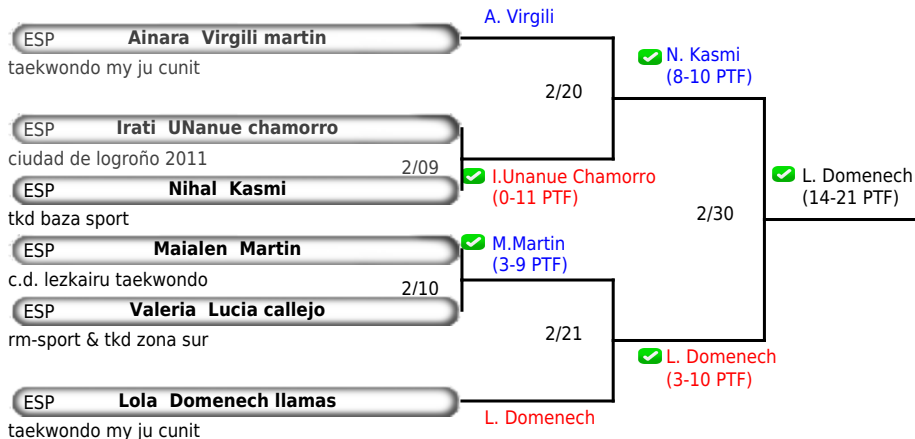 A. Virgili
ESP Ainara Virgili martin
taekwondo my ju cunit
N. Kasmi
(8-10 PTF)
2/20
ESP Irati UNanue chamorro
ciudad de logroño 2011
2/09
I.Unanue Chamorro
(0-11 PTF)
ESP Nihal Kasmi
tkd baza sport
L. Domenech
(14-21 PTF)
2/30
ESP Maialen Martin
c.d. lezkairu taekwondo
M.Martin
(3-9 PTF)
2/10
ESP Valeria Lucia callejo
rm-sport & tkd zona sur
2/21
L. Domenech
(3-10 PTF)
ESP Lola Domenech llamas
taekwondo my ju cunit
L. Domenech